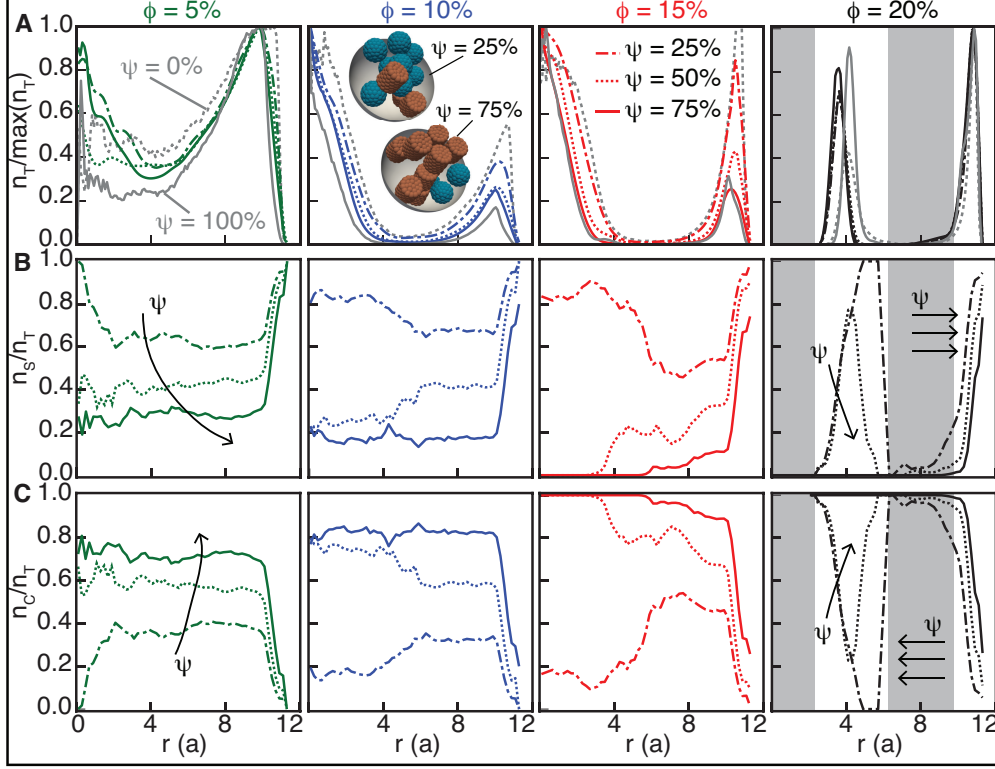 ϕ = 5%
ϕ = 10%
ϕ = 15%
ϕ = 20%
A
n_T/max(n_T)
1.0
0.8
0.6
0.4
0.2
0.0
ψ = 0%
ψ = 100%
ψ = 25%
ψ = 75%
ψ = 25%
ψ = 50%
ψ = 75%
B
n_S/n_T
1.0
0.8
0.6
0.4
0.2
0.0
ψ
ψ
ψ
C
n_C/n_T
1.0
0.8
0.6
0.4
0.2
0.0
ψ
ψ
ψ
0 4 8 12
4 8 12
4 8 12
4 8 12
r (a)
r (a)
r (a)
r (a)